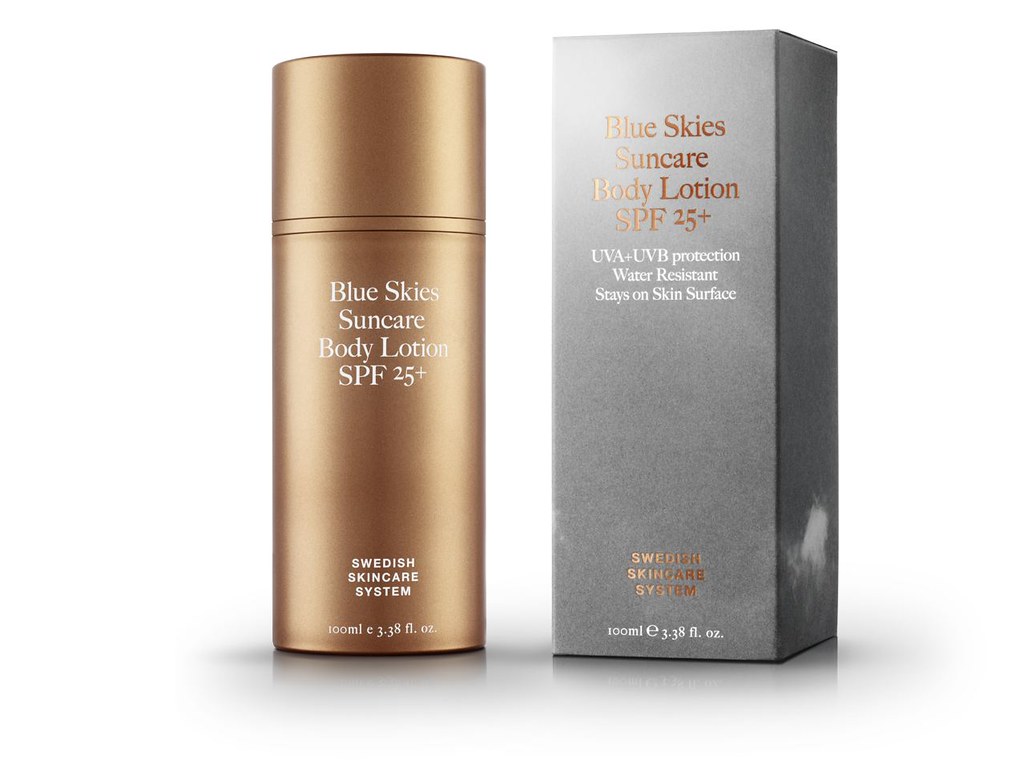 Blue Skies
Suncare
Body Lotion
SPF 25+
SWEDISH
SKINCARE
SYSTEM
100ml e 3.38 fl. oz.
Blue Skies
Suncare
Body Lotion
SPF 25+
UVA+UVB protection
Water Resistant
Stays on Skin Surface
SWEDISH
SKINCARE
SYSTEM
100ml ℮ 3.38 fl. oz.